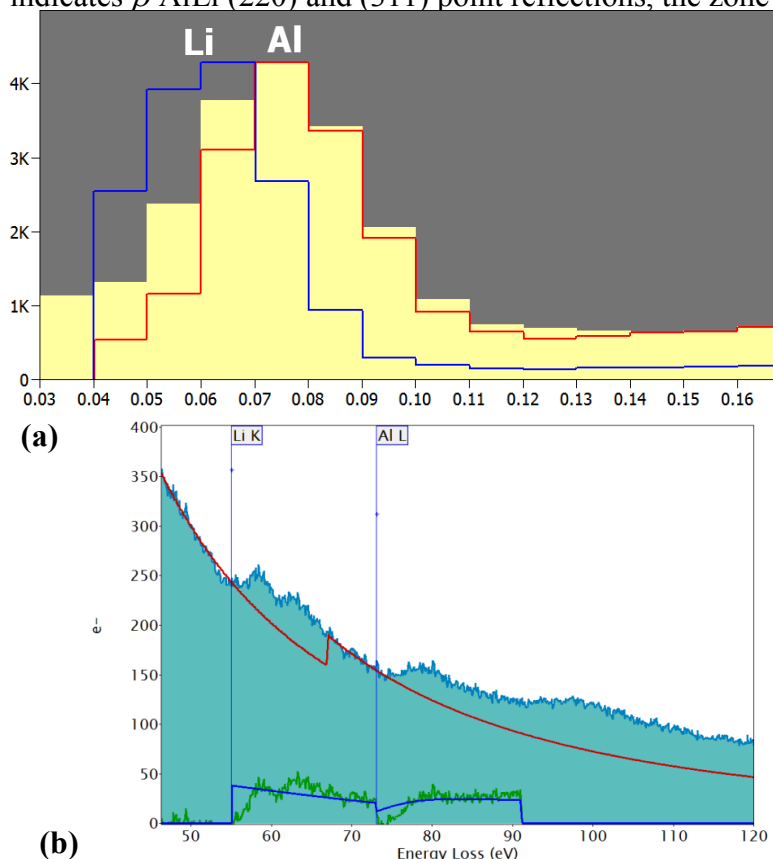 indicates β AlLi (220) and (311) point reflections, the zone
Li Al
4K
3K
2K
1K
0
0.03 0.04 0.05 0.06 0.07 0.08 0.09 0.10 0.11 0.12 0.13 0.14 0.15 0.16
(a)
400
Li K Al L
350
300
250
e-
200
150
100
50
0
50 60 70 80 90 100 110 120
(b) Energy Loss (eV)